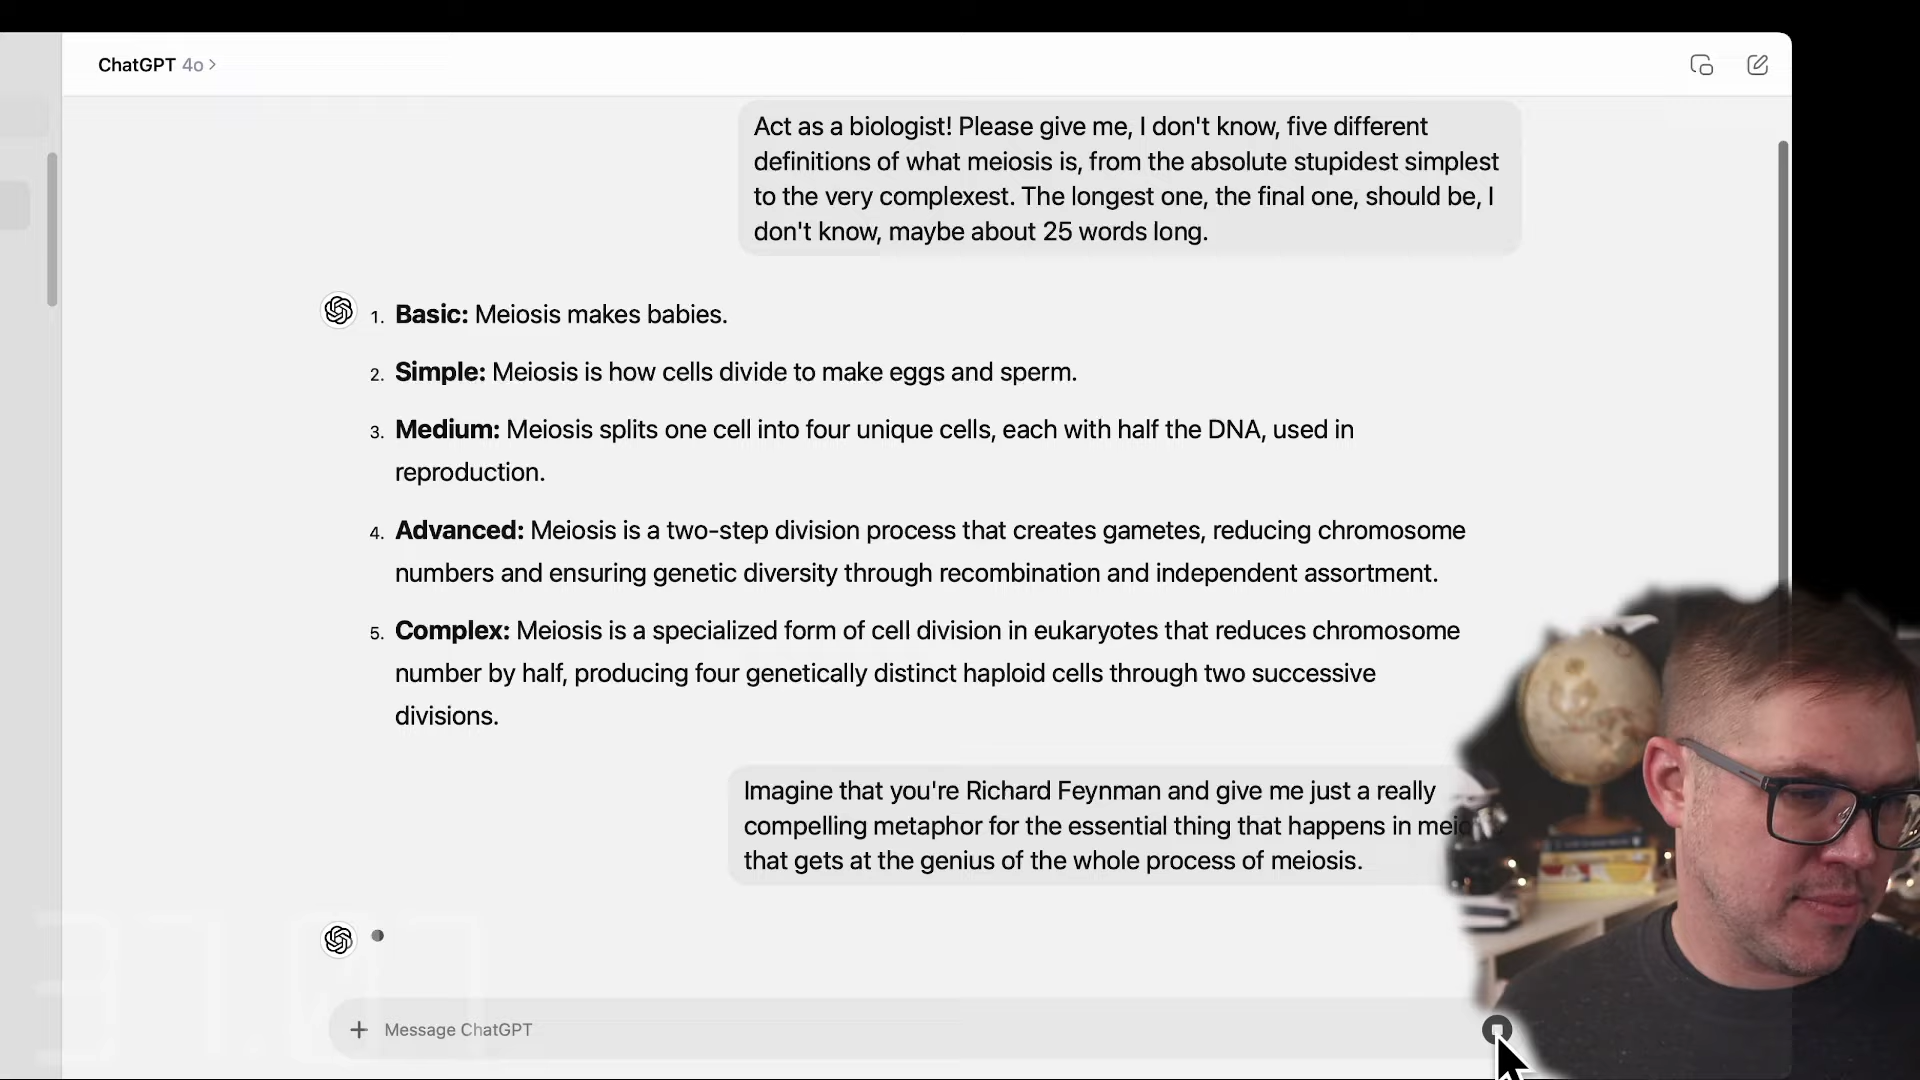 ChatGPT 4o >
Act as a biologist! Please give me, I don't know, five different
definitions of what meiosis is, from the absolute stupidest simplest
to the very complexest. The longest one, the final one, should be, I
don't know, maybe about 25 words long.
1. Basic: Meiosis makes babies.
2. Simple: Meiosis is how cells divide to make eggs and sperm.
3. Medium: Meiosis splits one cell into four unique cells, each with half the DNA, used in
reproduction.
4. Advanced: Meiosis is a two-step division process that creates gametes, reducing chromosome
numbers and ensuring genetic diversity through recombination and independent assortment.
5. Complex: Meiosis is a specialized form of cell division in eukaryotes that reduces chromosome
number by half, producing four genetically distinct haploid cells through two successive
divisions.
Imagine that you're Richard Feynman and give me just a really
compelling metaphor for the essential thing that happens in
that gets at the genius of the whole process of meiosis.
Message ChatGPT